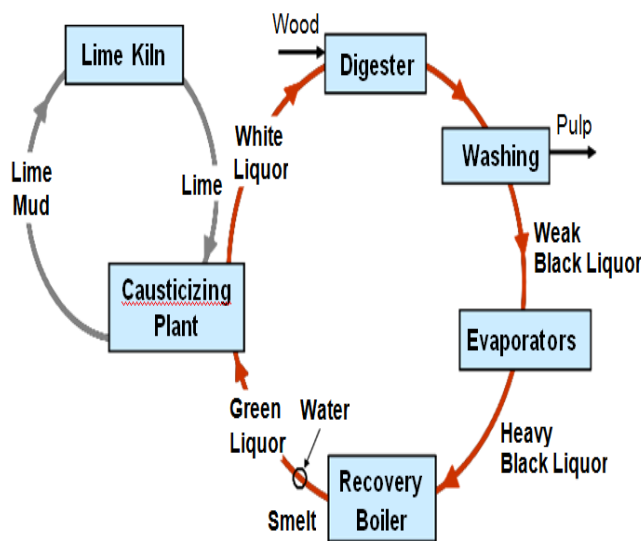 Wood
Lime Kiln
Digester
Pulp
Washing
White
Liquor
Lime
Lime
Mud
Weak
Black Liquor
Causticizing
Plant
Evaporators
Green
Liquor
Water
Heavy
Black Liquor
Recovery
Boiler
Smelt